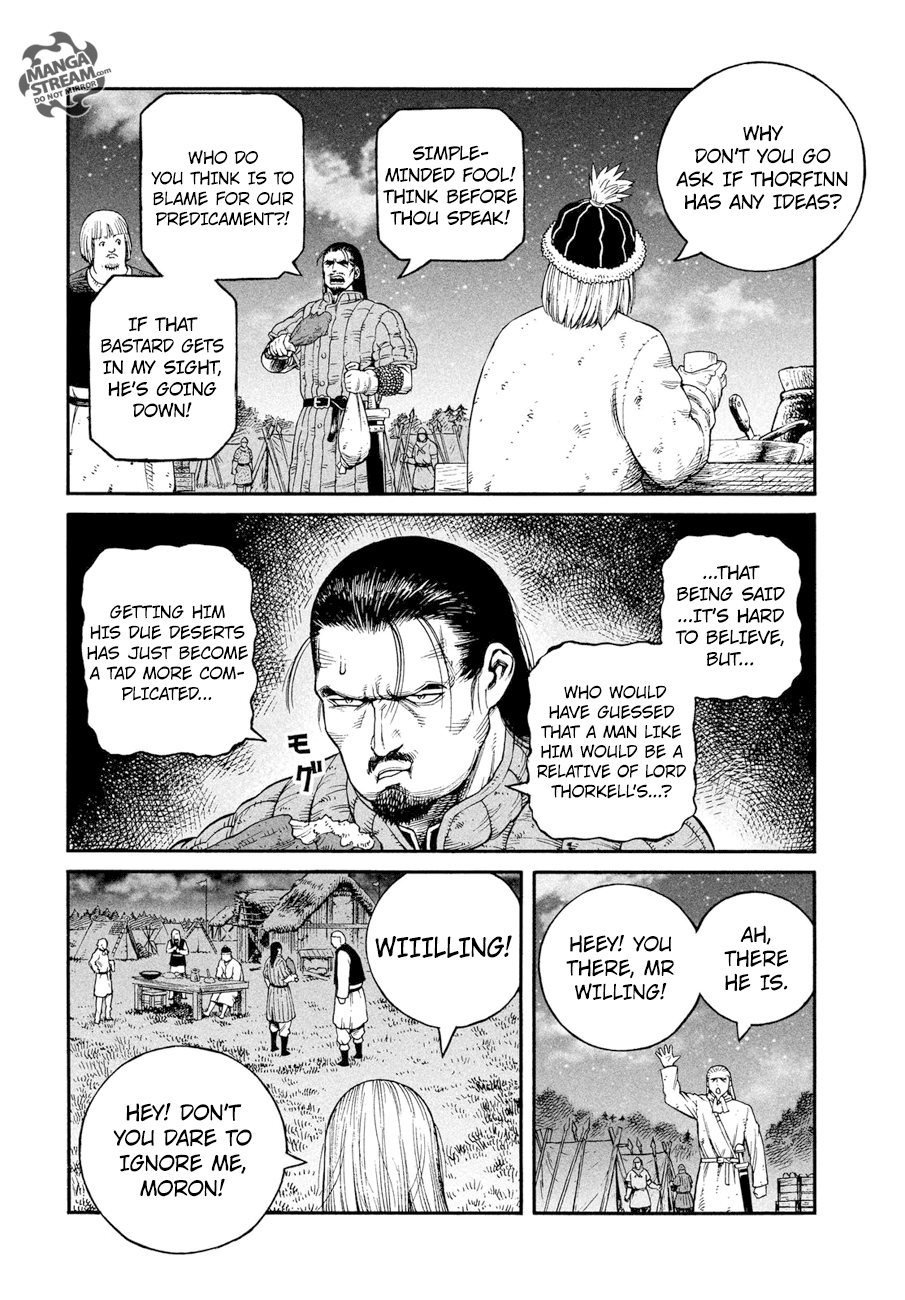 MANGA
STREAM.com
DO NOT MIRROR
WHY
DON'T YOU GO
ASK IF THORFINN
HAS ANY IDEAS?
SIMPLE-
MINDED FOOL!
THINK BEFORE
THOU SPEAK!
WHO DO
YOU THINK IS TO
BLAME FOR OUR
PREDICAMENT?!
IF THAT
BASTARD GETS
IN MY SIGHT,
HE'S GOING
DOWN!
...THAT
BEING SAID
...IT'S HARD
TO BELIEVE,
BUT...
WHO WOULD
HAVE GUESSED
THAT A MAN LIKE
HIM WOULD BE A
RELATIVE OF LORD
THORKELL'S...?
GETTING HIM
HIS DUE DESERTS
HAS JUST BECOME
A TAD MORE COM-
PLICATED...
モグ
AH,
THERE
HE IS.
HEEY! YOU
THERE, MR
WILLING!
WIIILLING!
HEY! DON'T
YOU DARE TO
IGNORE ME,
MORON!